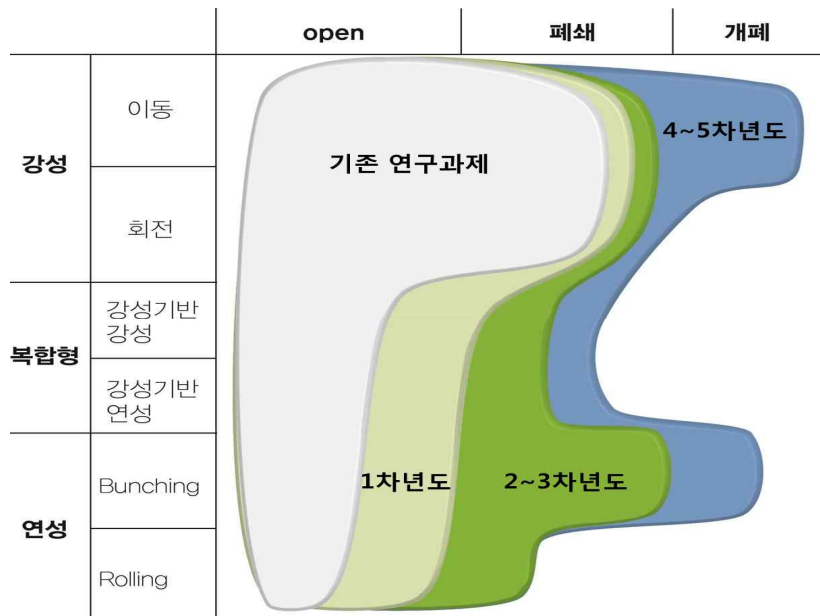 open 폐쇄 개폐
이동
4~5차년도
강성
기존 연구과제
회전
강성기반
강성
복합형
강성기반
연성
Bunching
1차년도 2~3차년도
연성
Rolling